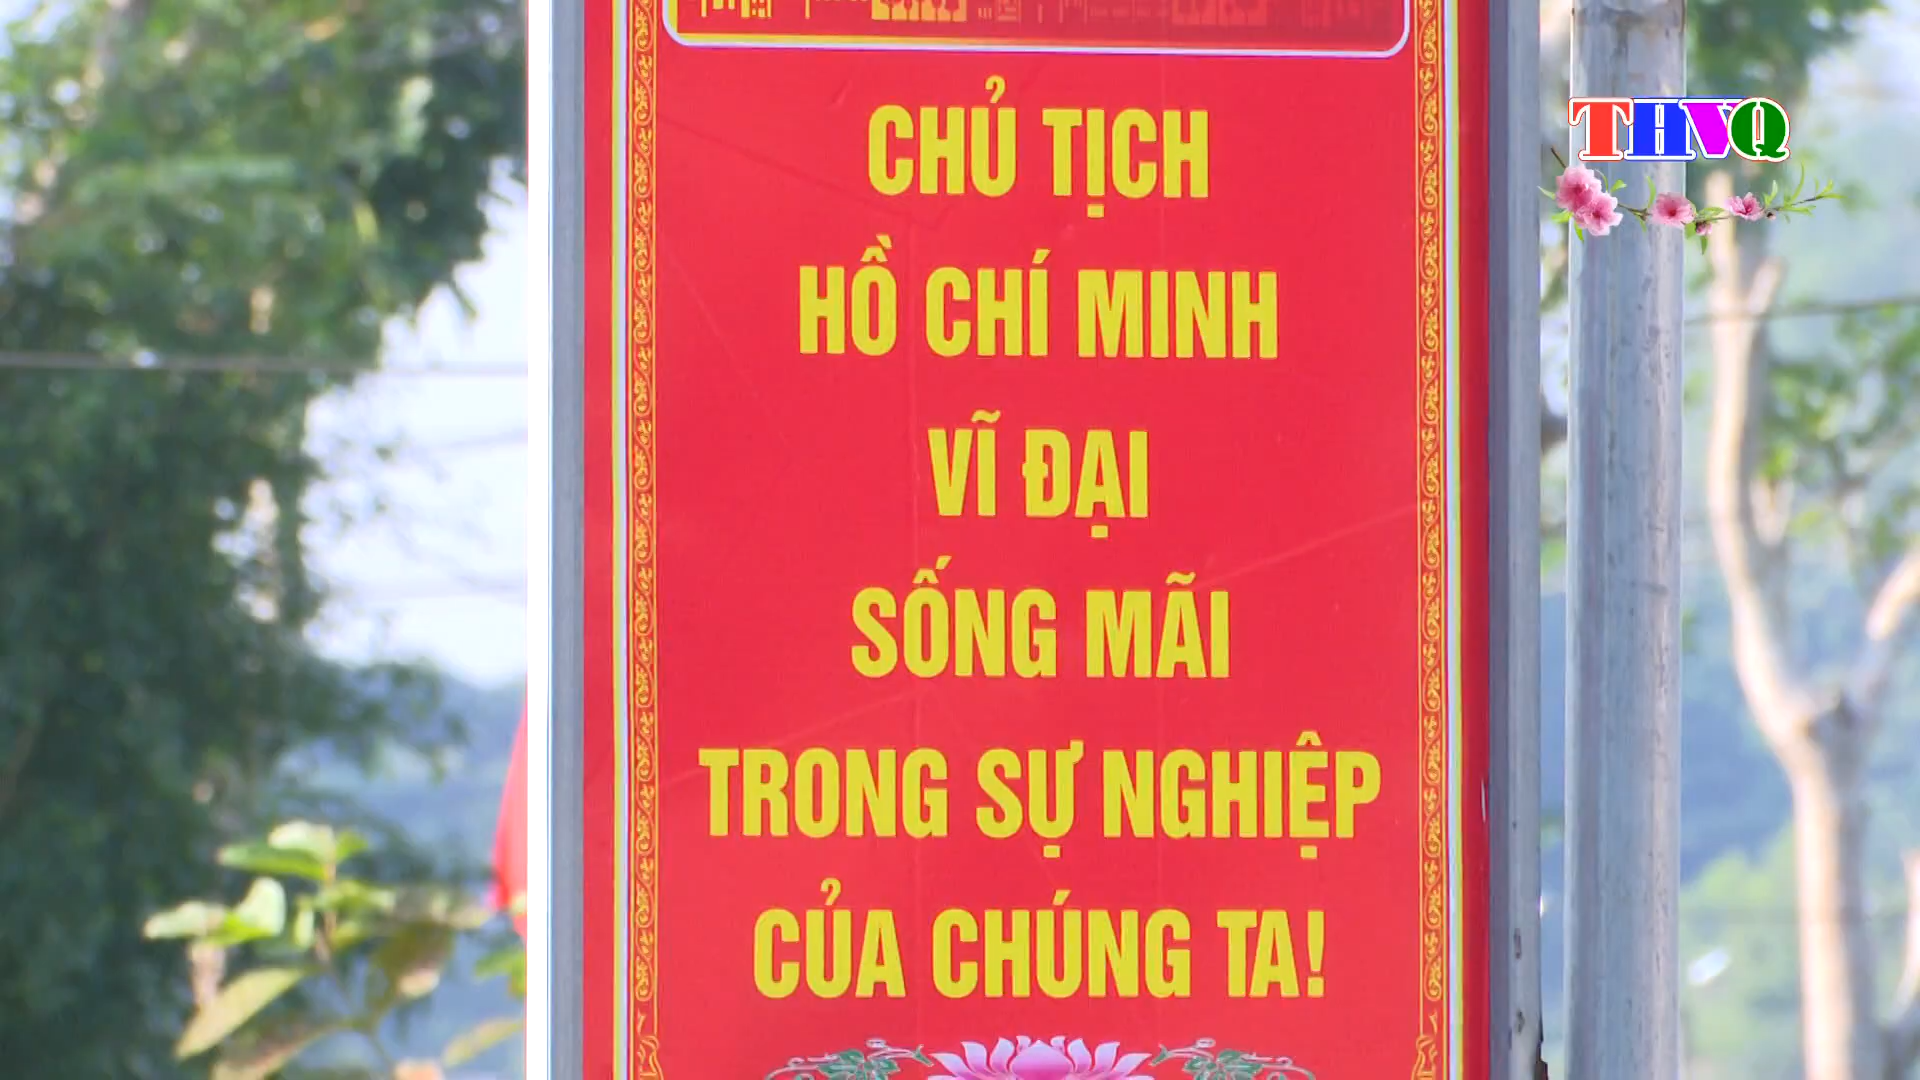 CHỦ TỊCH
HỒ CHÍ MINH
VĨ ĐẠI
SỐNG MÃI
TRONG SỰ NGHIỆP
CỦA CHÚNG TA!
THVQ